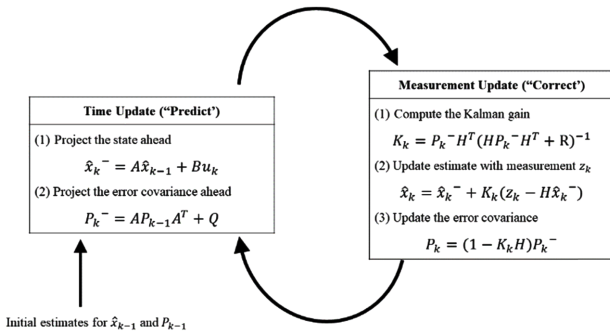 Time Update (“Predict’)
(1) Project the state ahead
x̂ₖ⁻ = Ax̂ₖ₋₁ + Buₖ
(2) Project the error covariance ahead
Pₖ⁻ = APₖ₋₁Aᵀ + Q
Initial estimates for x̂ₖ₋₁ and Pₖ₋₁
Measurement Update (“Correct’)
(1) Compute the Kalman gain
Kₖ = Pₖ⁻Hᵀ(HPₖ⁻Hᵀ + R)⁻¹
(2) Update estimate with measurement zₖ
x̂ₖ = x̂ₖ⁻ + Kₖ(zₖ − Hx̂ₖ⁻)
(3) Update the error covariance
Pₖ = (1 − KₖH)Pₖ⁻